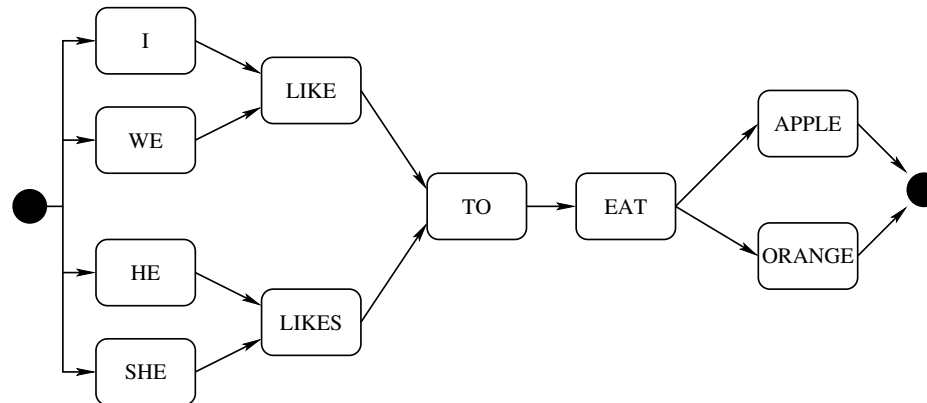 I
LIKE
WE
APPLE
TO
EAT
ORANGE
HE
LIKES
SHE